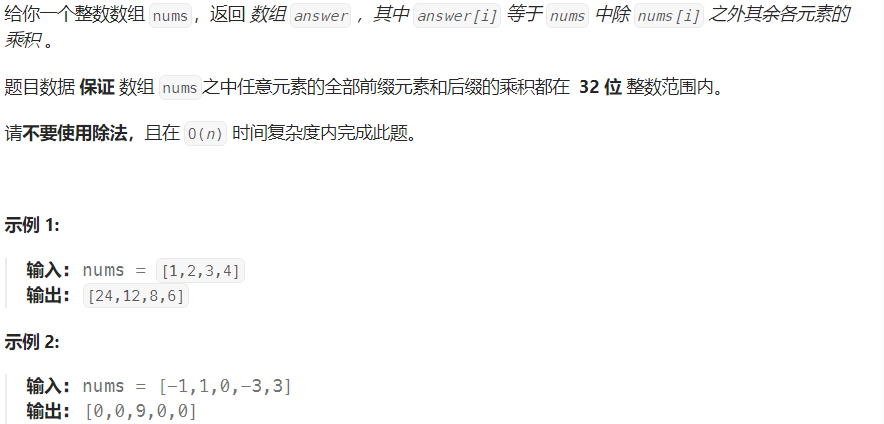 给你一个整数数组 nums，返回 数组 answer ，其中 answer[i] 等于 nums 中除 nums[i] 之外其余各元素的
乘积 。
题目数据 保证 数组 nums之中任意元素的全部前缀元素和后缀的乘积都在 32 位 整数范围内。
请不要使用除法，且在 O(n) 时间复杂度内完成此题。
示例 1:
输入: nums = [1,2,3,4]
输出: [24,12,8,6]
示例 2:
输入: nums = [-1,1,0,-3,3]
输出: [0,0,9,0,0]